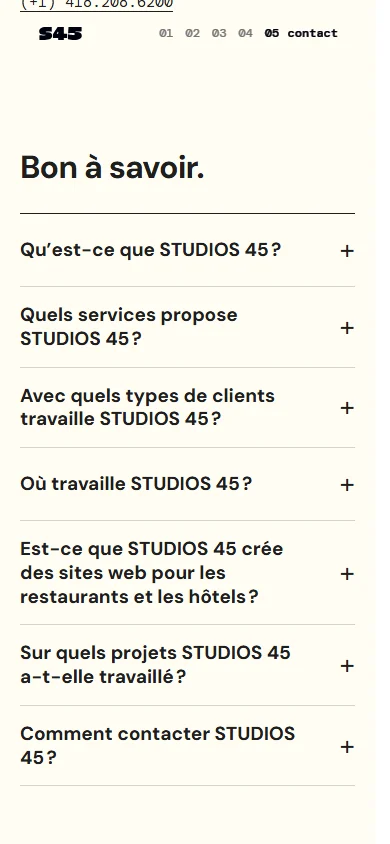 (+1) 418.208.6200
S45
01 02 03 04 05 contact
Bon à savoir.
Qu’est-ce que STUDIOS 45 ?
+
Quels services propose
STUDIOS 45 ?
+
Avec quels types de clients
travaille STUDIOS 45 ?
+
Où travaille STUDIOS 45 ?
+
Est-ce que STUDIOS 45 crée
des sites web pour les
restaurants et les hôtels ?
+
Sur quels projets STUDIOS 45
a-t-elle travaillé ?
+
Comment contacter STUDIOS
45 ?
+